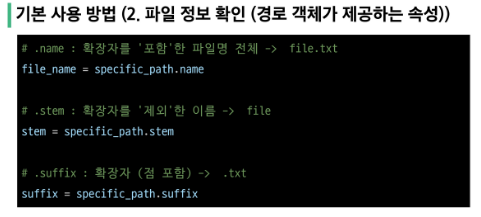 기본 사용 방법 (2. 파일 정보 확인 (경로 객체가 제공하는 속성))
# .name : 확장자를 '포함'한 파일명 전체 -> file.txt
file_name = specific_path.name
# .stem : 확장자를 '제외'한 이름 -> file
stem = specific_path.stem
# .suffix : 확장자 (점 포함) -> .txt
suffix = specific_path.suffix